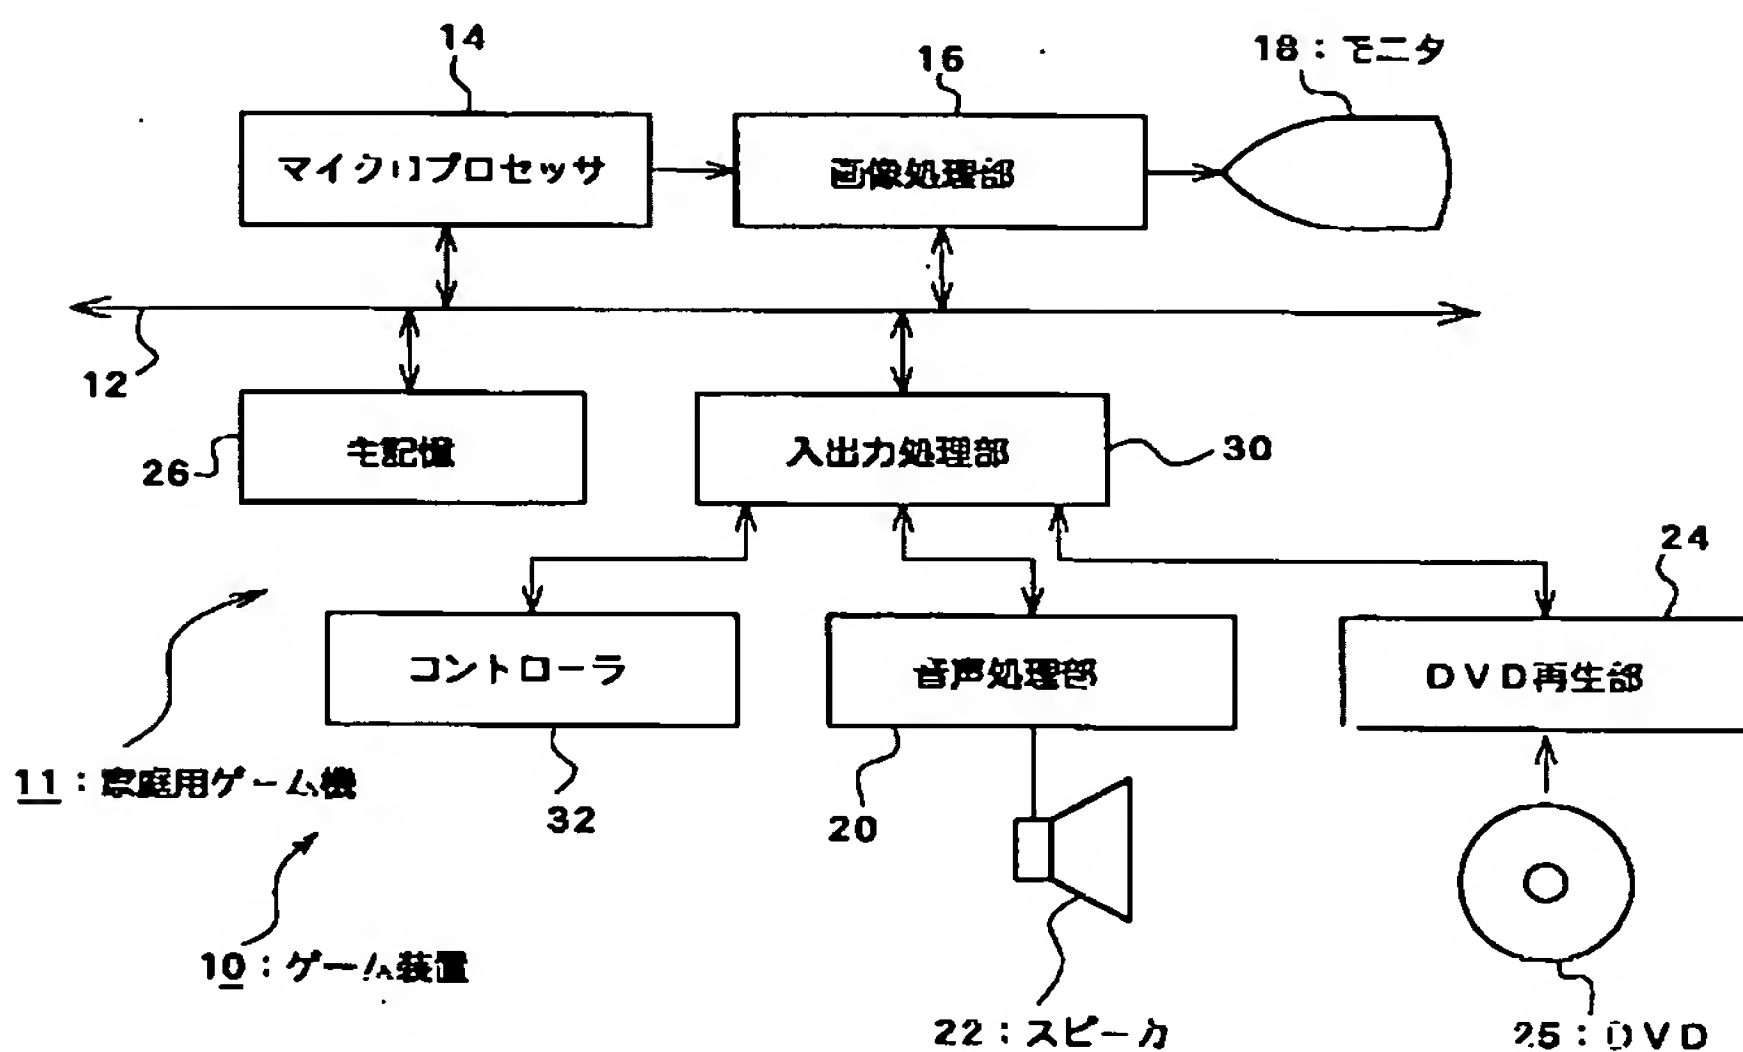 14
16
18：モニタ
マイクロプロセッサ
画像処理部
12
26
主記憶
入出力処理部
30
24
コントローラ
音声処理部
DVD再生部
11：家庭用ゲーム機
32
20
10：ゲーム装置
22：スピーカ
25：DVD